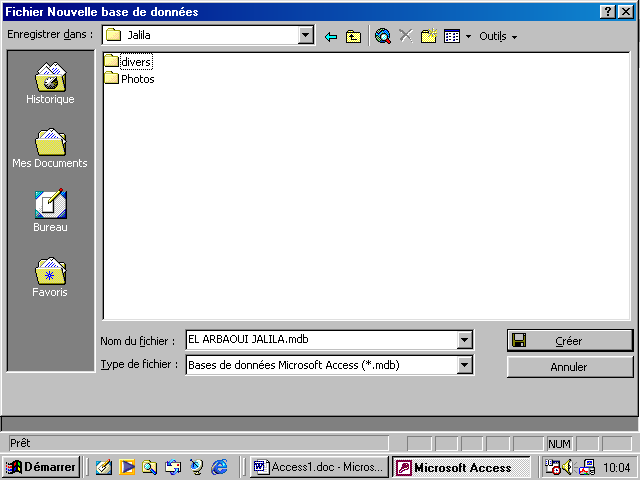 Fichier Nouvelle base de données
Enregistrer dans :
Jalila
Outils
Historique
Mes Documents
Bureau
Favoris
divers
Photos
Nom du fichier :
EL ARBAOUI JALILA.mdb
Créer
Type de fichier :
Bases de données Microsoft Access (*.mdb)
Annuler
Prêt
NUM
Démarrer
Access1.doc - Micros...
Microsoft Access
10:04